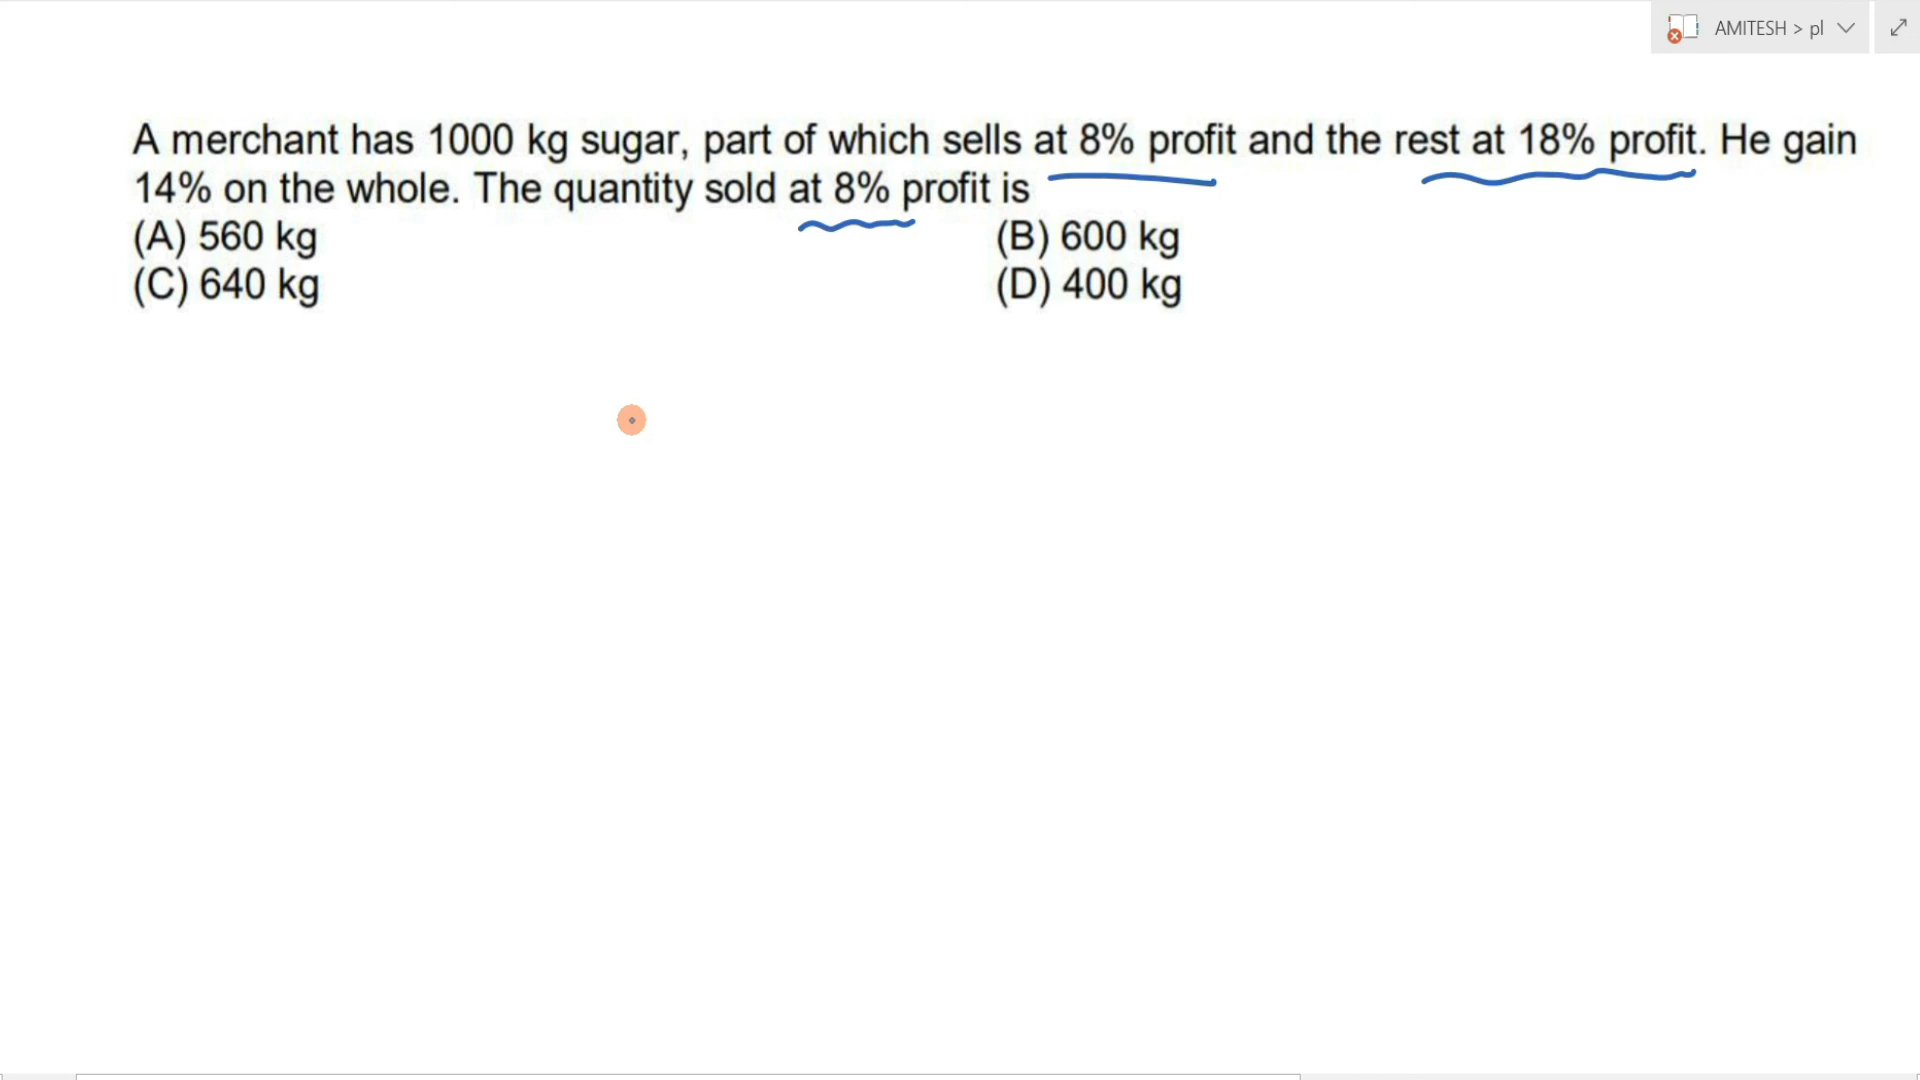 AMITESH > pl
A merchant has 1000 kg sugar, part of which sells at 8% profit and the rest at 18% profit. He gain
14% on the whole. The quantity sold at 8% profit is
(A) 560 kg (B) 600 kg
(C) 640 kg (D) 400 kg